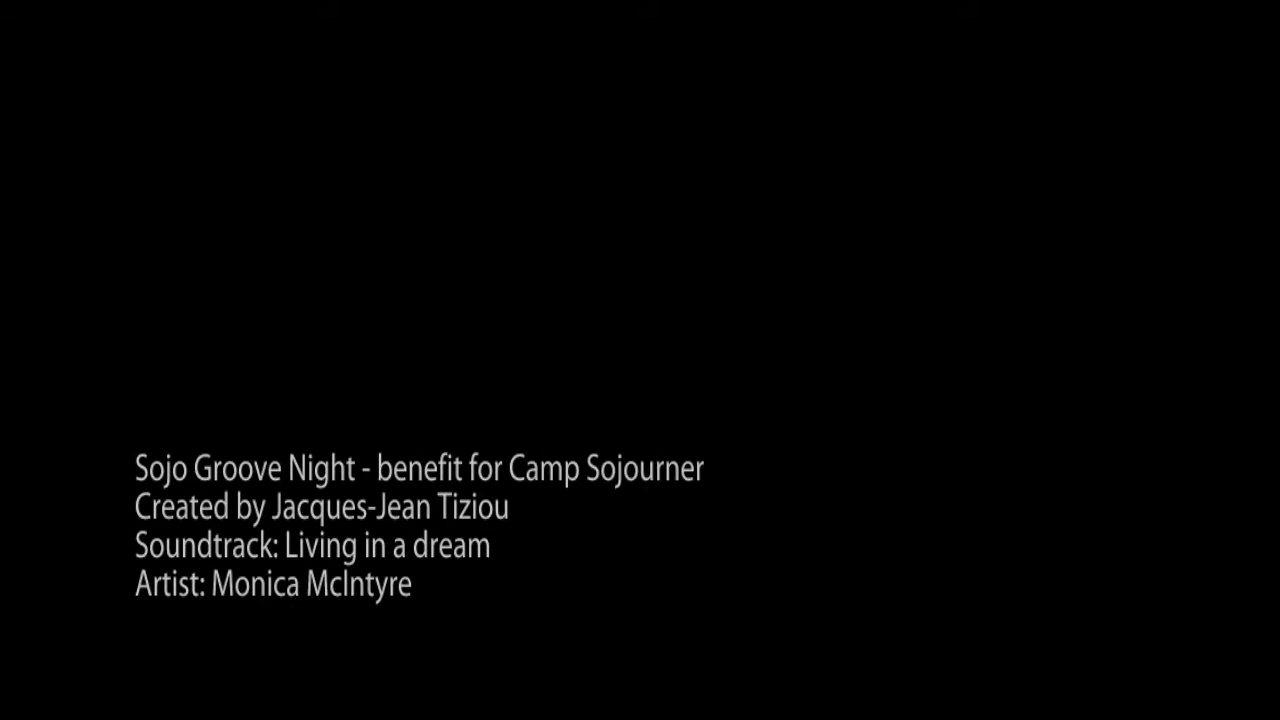 Sojo Groove Night - benefit for Camp Sojourner
Created by Jacques-Jean Tiziou
Soundtrack: Living in a dream
Artist: Monica McIntyre